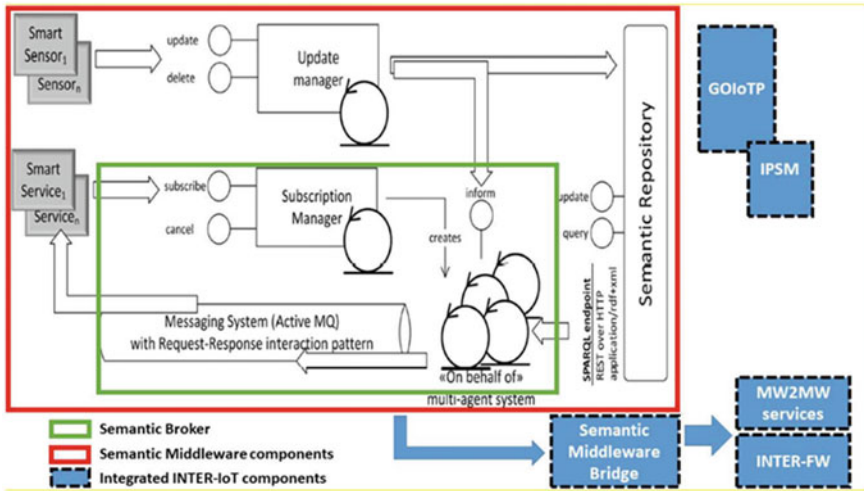 Smart
Sensor1
Sensorn
update
delete
Update
manager
GOIoTP
IPSM
Smart
Service1
Servicen
subscribe
cancel
Subscription
Manager
inform
creates
update
query
Semantic Repository
SPARQL endpoint
REST over HTTP
application/rdf+xml
Messaging System (Active MQ)
with Request-Response interaction pattern
«On behalf of»
multi-agent system
Semantic Broker
Semantic Middleware components
Integrated INTER-IoT components
Semantic
Middleware
Bridge
MW2MW
services
INTER-FW